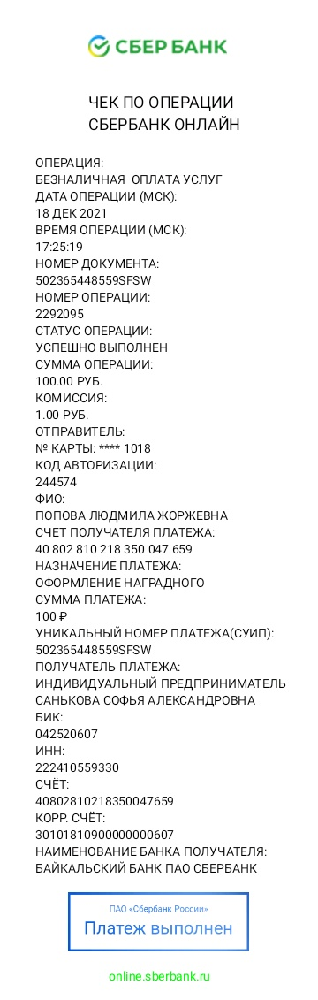 СБЕР БАНК
ЧЕК ПО ОПЕРАЦИИ
СБЕРБАНК ОНЛАЙН
ОПЕРАЦИЯ:
БЕЗНАЛИЧНАЯ ОПЛАТА УСЛУГ
ДАТА ОПЕРАЦИИ (МСК):
18 ДЕК 2021
ВРЕМЯ ОПЕРАЦИИ (МСК):
17:25:19
НОМЕР ДОКУМЕНТА:
502365448559SFSW
НОМЕР ОПЕРАЦИИ:
2292095
СТАТУС ОПЕРАЦИИ:
УСПЕШНО ВЫПОЛНЕН
СУММА ОПЕРАЦИИ:
100.00 РУБ.
КОМИССИЯ:
1.00 РУБ.
ОТПРАВИТЕЛЬ:
№ КАРТЫ: **** 1018
КОД АВТОРИЗАЦИИ:
244574
ФИО:
ПОПОВА ЛЮДМИЛА ЖОРЖЕВНА
СЧЕТ ПОЛУЧАТЕЛЯ ПЛАТЕЖА:
40 802 810 218 350 047 659
НАЗНАЧЕНИЕ ПЛАТЕЖА:
ОФОРМЛЕНИЕ НАГРАДНОГО
СУММА ПЛАТЕЖА:
100 ₽
УНИКАЛЬНЫЙ НОМЕР ПЛАТЕЖА(СУИП):
502365448559SFSW
ПОЛУЧАТЕЛЬ ПЛАТЕЖА:
ИНДИВИДУАЛЬНЫЙ ПРЕДПРИНИМАТЕЛЬ
САНЬКОВА СОФЬЯ АЛЕКСАНДРОВНА
БИК:
042520607
ИНН:
222410559330
СЧЁТ:
40802810218350047659
КОРР. СЧЁТ:
30101810900000000607
НАИМЕНОВАНИЕ БАНКА ПОЛУЧАТЕЛЯ:
БАЙКАЛЬСКИЙ БАНК ПАО СБЕРБАНК
ПАО «Сбербанк России»
Платеж выполнен
online.sberbank.ru